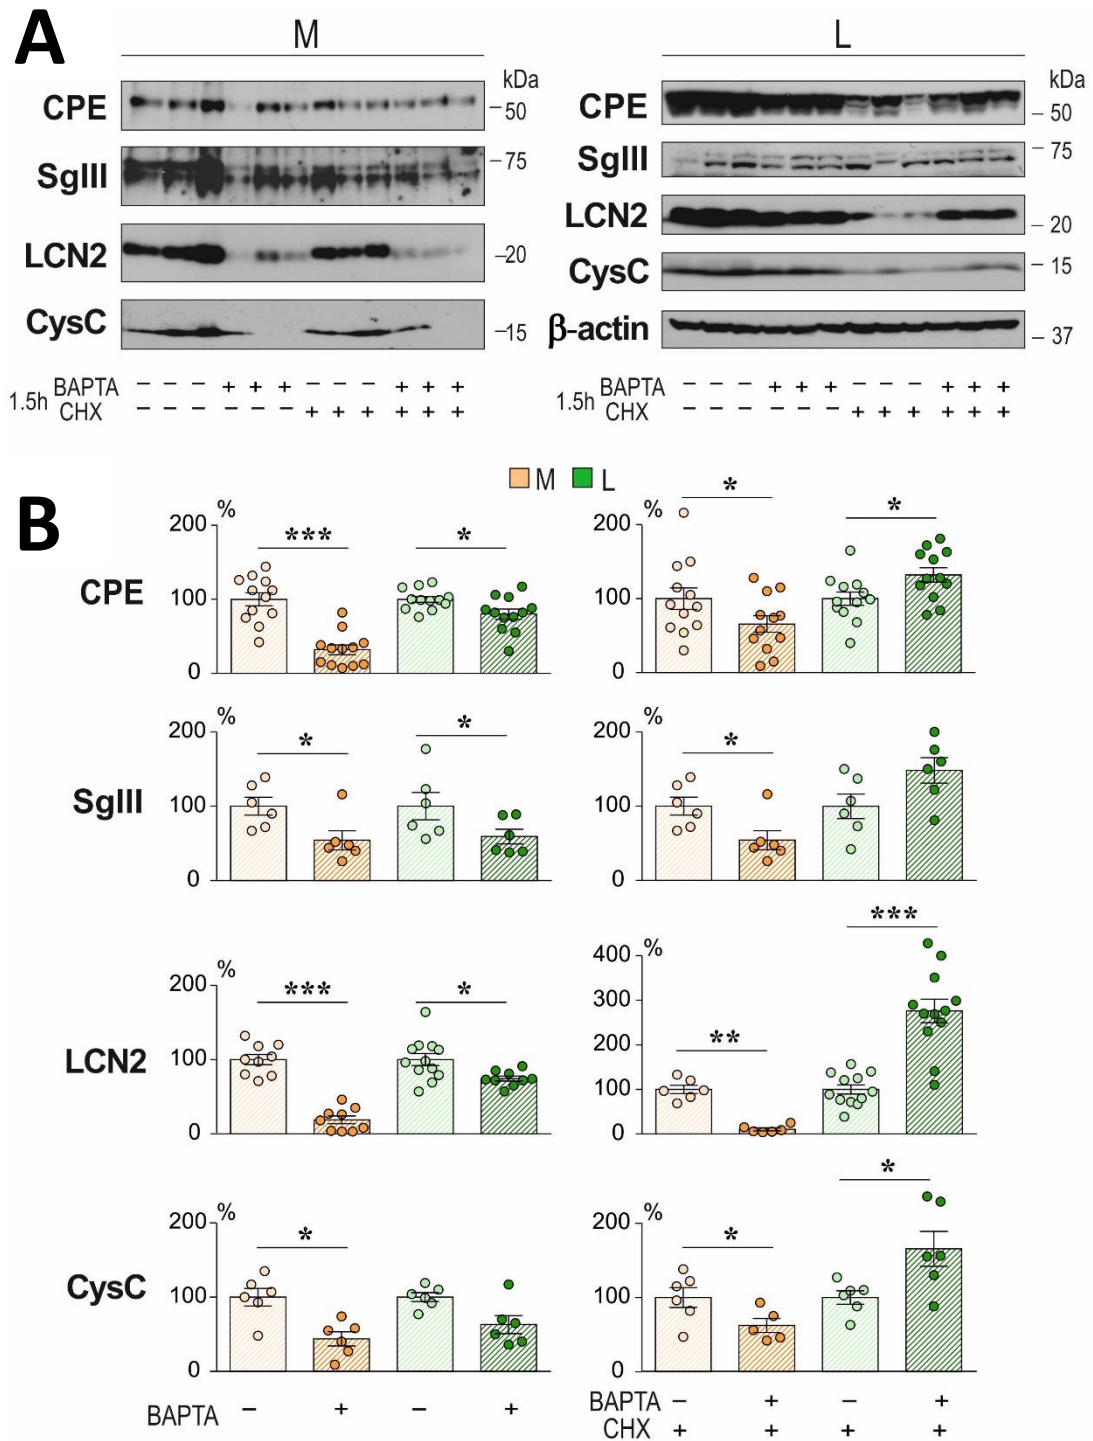 A
M
L
kDa
kDa
CPE
50
CPE
50
SgIII
75
SgIII
75
LCN2
20
LCN2
20
CysC
15
CysC
15
β-actin
37
1.5h BAPTA − − − + + + − − − + + +
CHX − − − − − − + + + + + +
1.5h BAPTA − − − + + + − − − + + +
CHX − − − − − − + + + + + +
M L
B
CPE
%
200
100
0
***
*
%
200
100
0
*
*
SgIII
%
200
100
0
*
*
%
200
100
0
*
LCN2
%
200
100
0
***
*
%
400
300
200
100
0
**
***
CysC
%
200
100
0
*
%
200
100
0
*
*
BAPTA − + − +
BAPTA − + − +
CHX + + + +